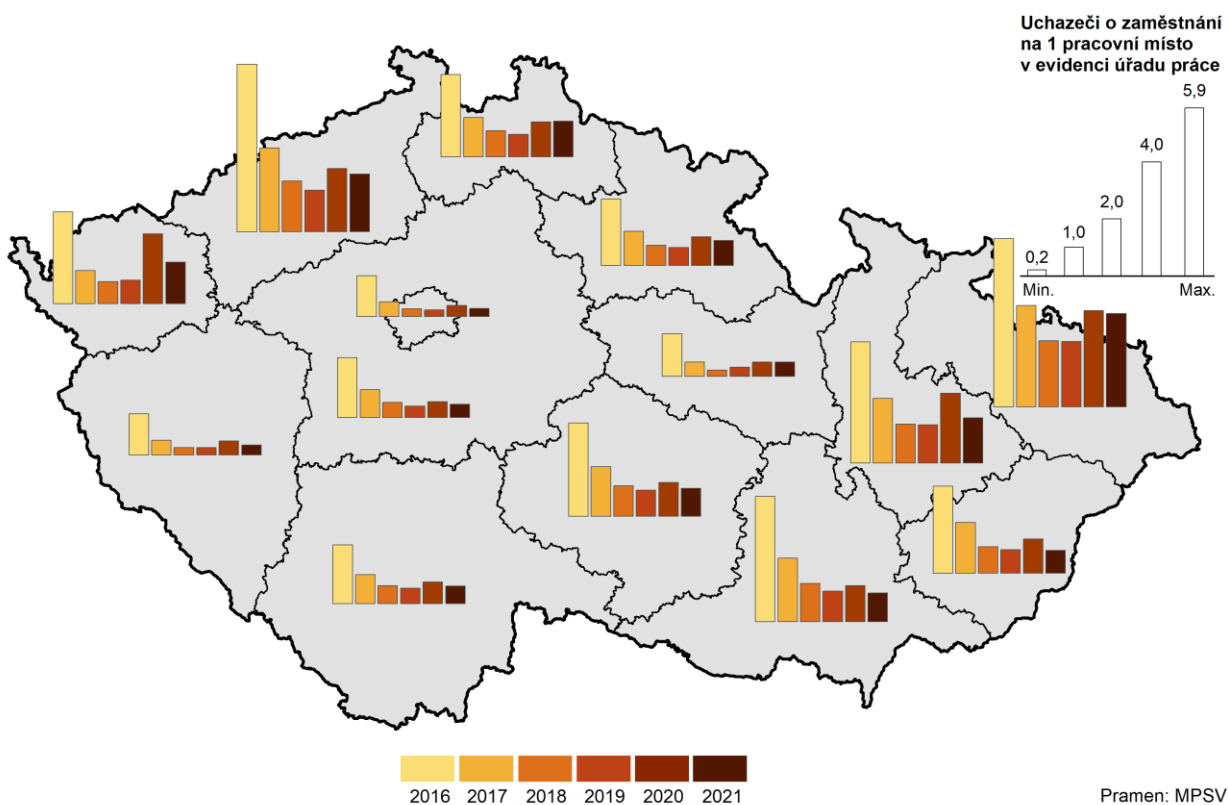 Uchazeči o zaměstnání
na 1 pracovní místo
v evidenci úřadu práce
5,9
4,0
2,0
1,0
0,2
Min.
Max.
2016 2017 2018 2019 2020 2021
Pramen: MPSV